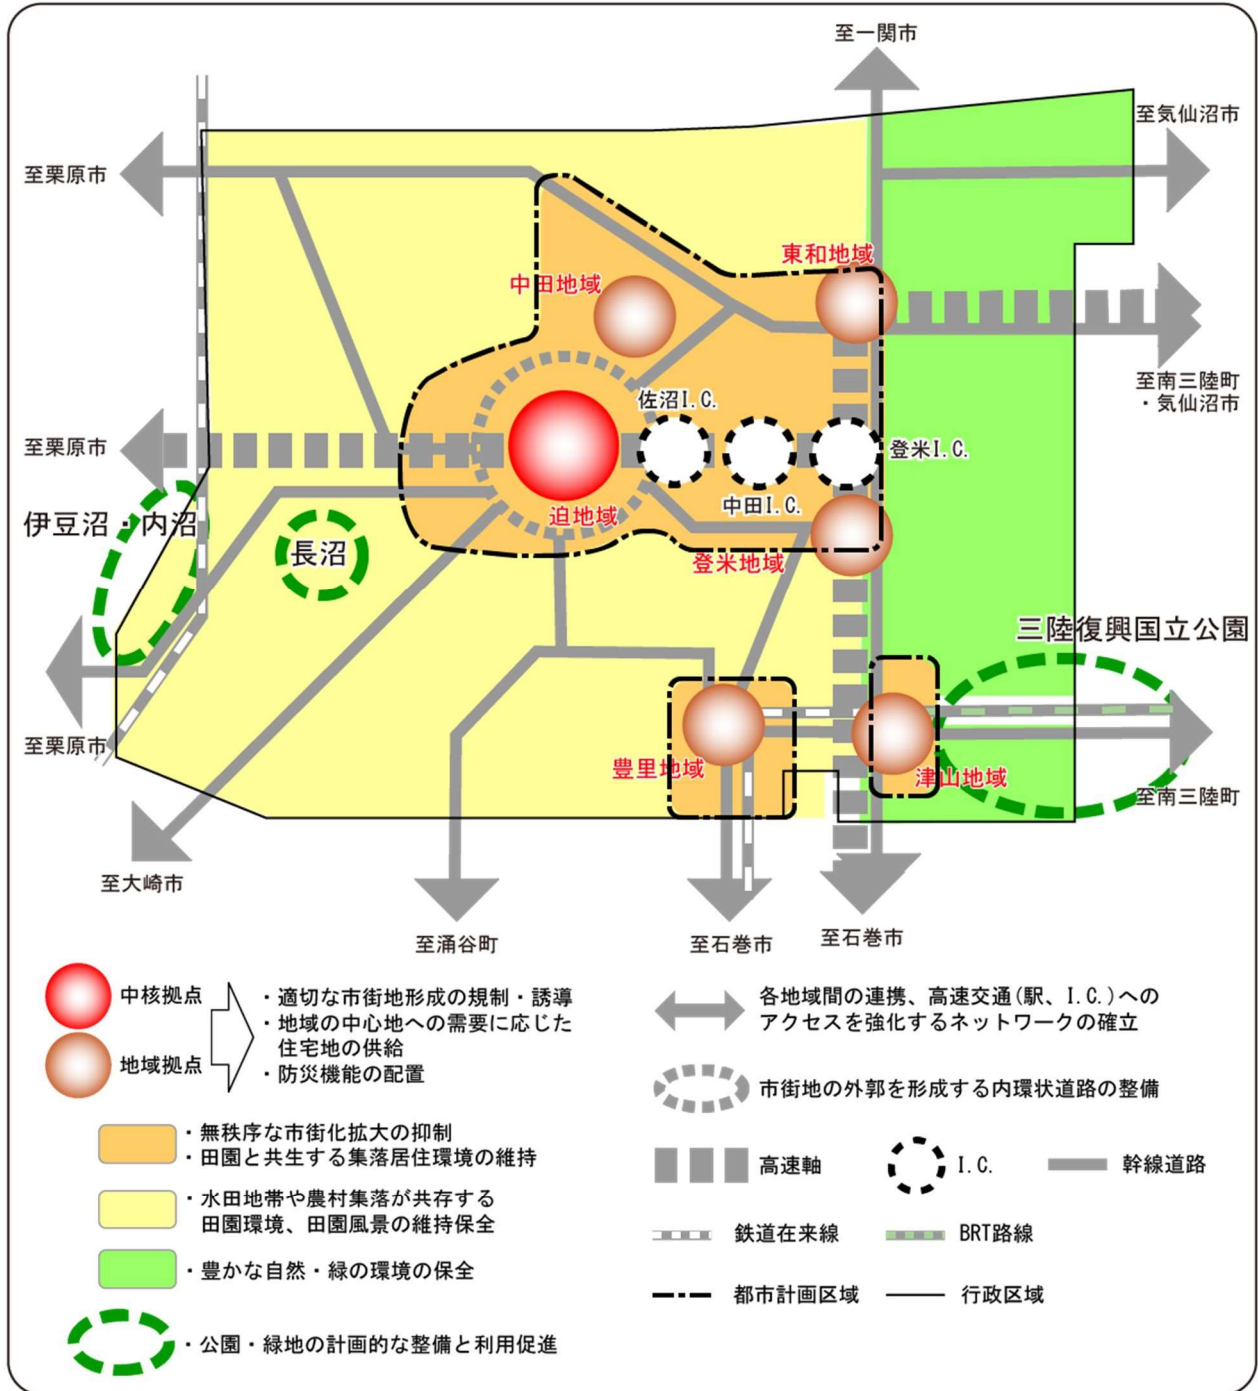 至一関市
至気仙沼市
至栗原市
東和地域
中田地域
至南三陸町
・気仙沼市
佐沼I.C.
至栗原市
登米I.C.
中田I.C.
伊豆沼・内沼
迫地域
長沼
登米地域
三陸復興国立公園
至栗原市
豊里地域
津山地域
至南三陸町
至大崎市
至涌谷町
至石巻市
至石巻市
中核拠点
地域拠点
・適切な市街地形成の規制・誘導
・地域の中心地への需要に応じた
住宅地の供給
・防災機能の配置
・無秩序な市街化拡大の抑制
・田園と共生する集落居住環境の維持
・水田地帯や農村集落が共存する
田園環境、田園風景の維持保全
・豊かな自然・緑の環境の保全
・公園・緑地の計画的な整備と利用促進
各地域間の連携、高速交通(駅、I.C.)への
アクセスを強化するネットワークの確立
市街地の外郭を形成する内環状道路の整備
高速軸
I.C.
幹線道路
鉄道在来線
BRT路線
都市計画区域
行政区域